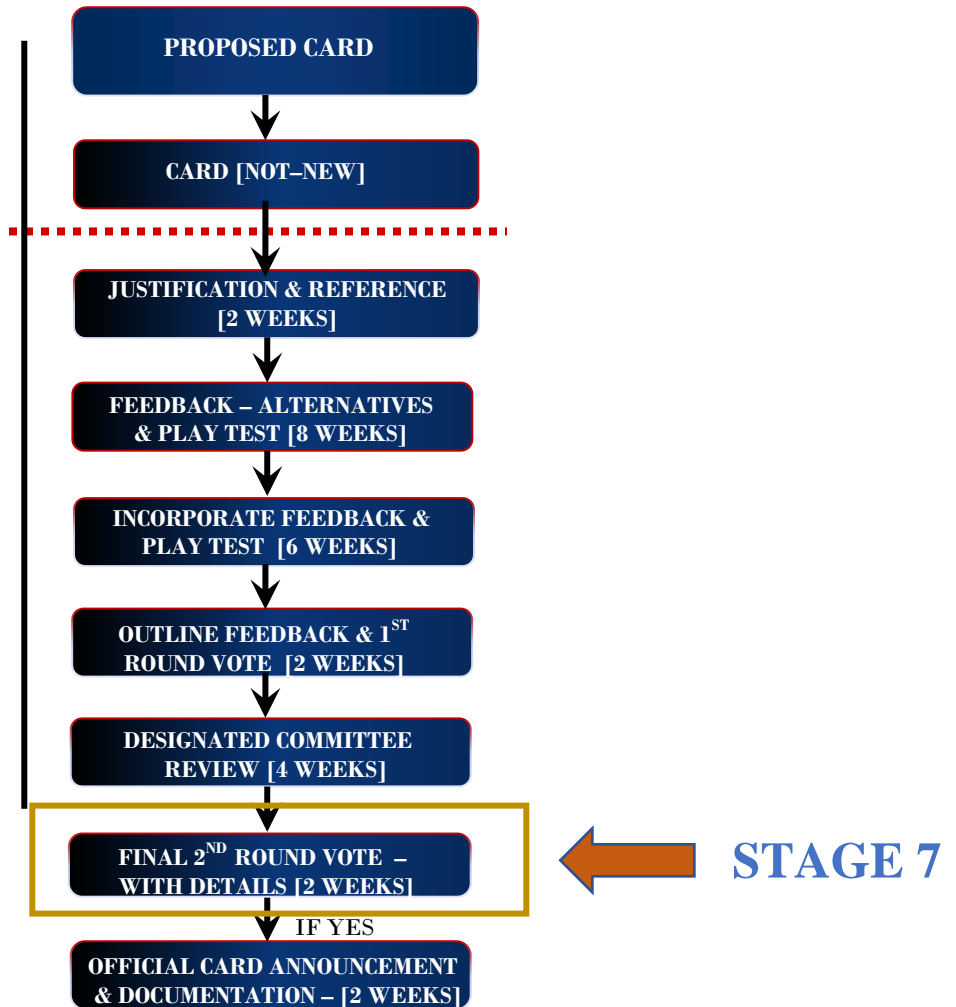 PROPOSED CARD
CARD [NOT–NEW]
JUSTIFICATION & REFERENCE
[2 WEEKS]
FEEDBACK – ALTERNATIVES
& PLAY TEST [8 WEEKS]
INCORPORATE FEEDBACK &
PLAY TEST [6 WEEKS]
OUTLINE FEEDBACK & 1ST
ROUND VOTE [2 WEEKS]
DESIGNATED COMMITTEE
REVIEW [4 WEEKS]
FINAL 2ND ROUND VOTE –
WITH DETAILS [2 WEEKS]
STAGE 7
IF YES
OFFICIAL CARD ANNOUNCEMENT
& DOCUMENTATION – [2 WEEKS]